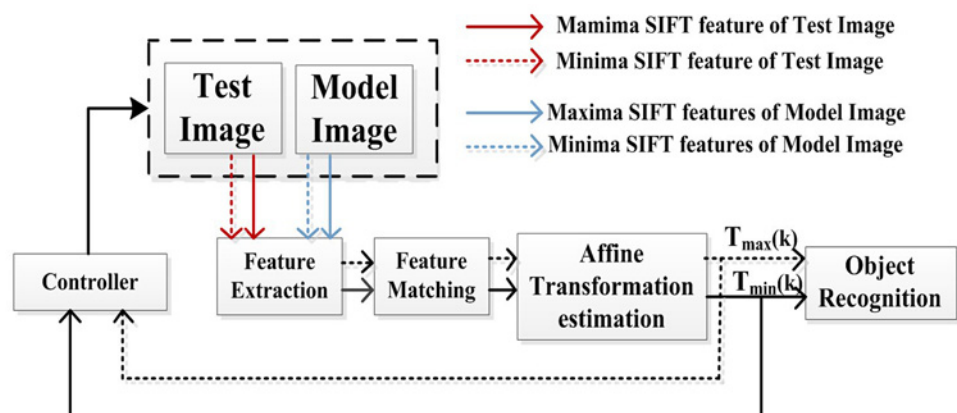 Mamima SIFT feature of Test Image
Minima SIFT feature of Test Image
Maxima SIFT features of Model Image
Minima SIFT features of Model Image
Test
Image
Model
Image
Controller
Feature
Extraction
Feature
Matching
Affine
Transformation
estimation
Tmax(k)
Tmin(k)
Object
Recognition